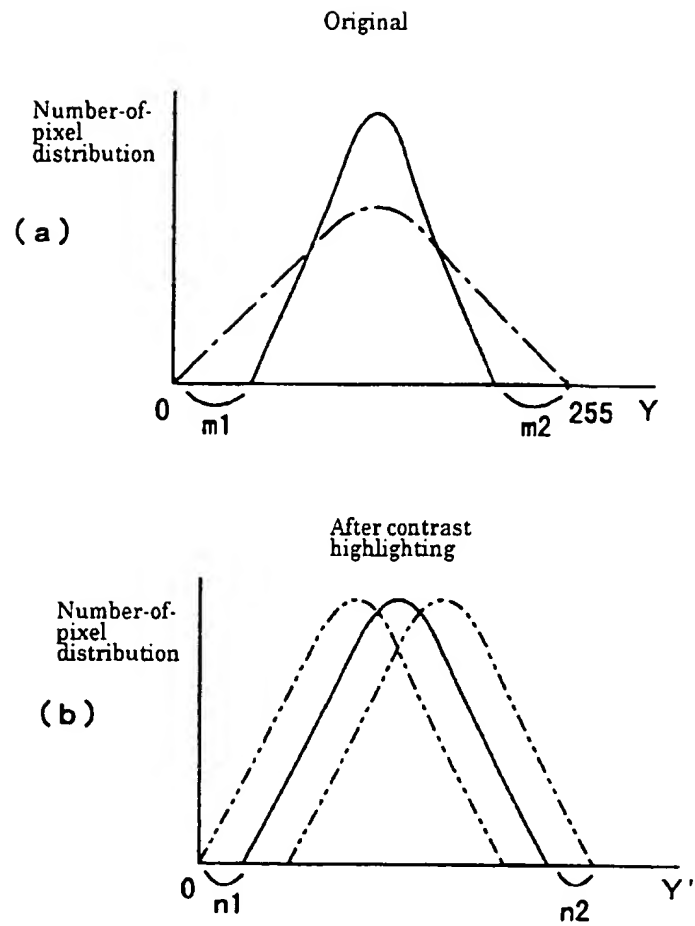 Original
Number-of-
pixel
distribution
(a)
0
m1
m2
255
Y
After contrast
highlighting
Number-of-
pixel
distribution
(b)
0
n1
n2
Y'